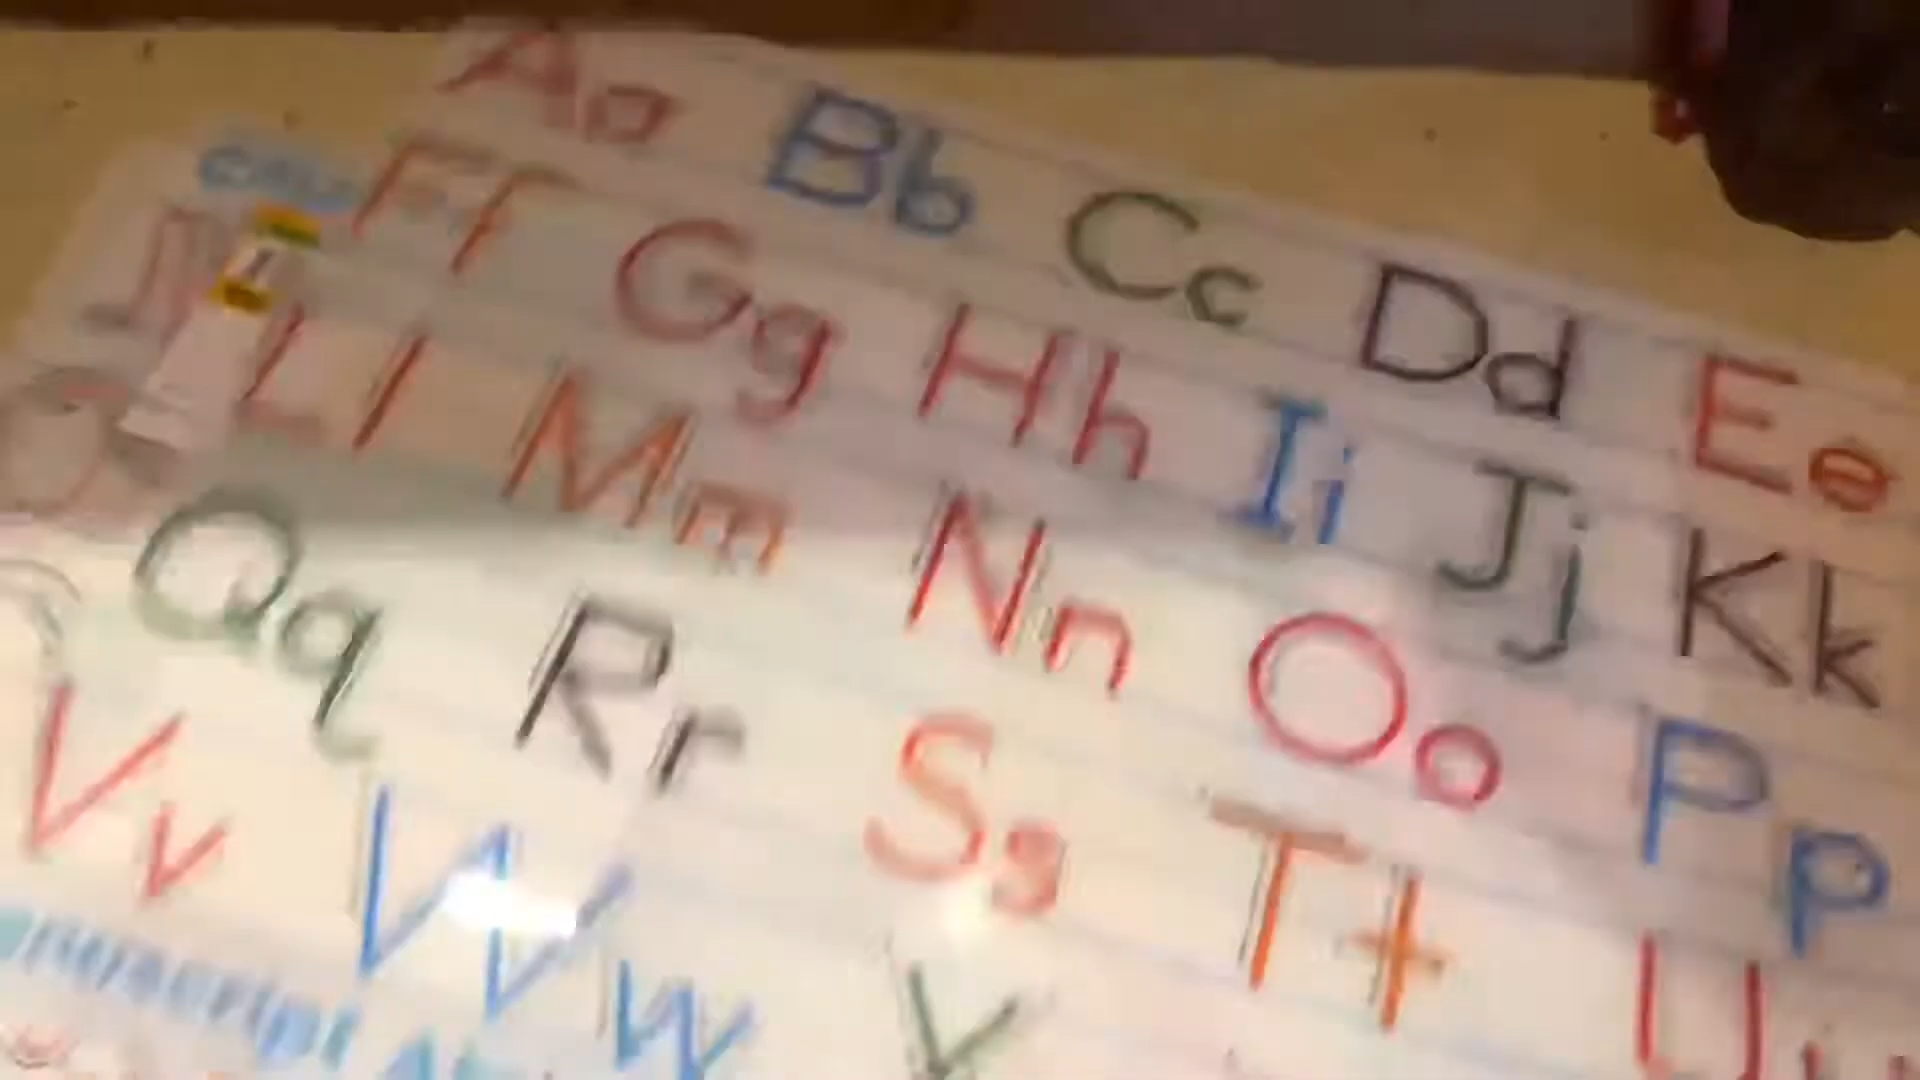 Aa Bb Cc Dd Ee
Ff Gg Hh Ii Jj Kk
Ll Mm Nn Oo Pp
Qq Rr Ss Tt U
Vv Ww